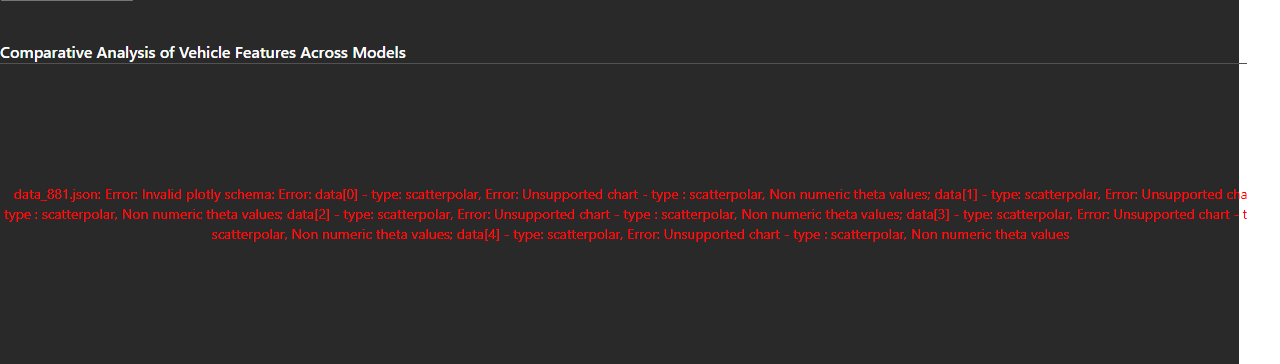 Comparative Analysis of Vehicle Features Across Models
data_881.json: Error: Invalid plotly schema: Error: data[0] - type: scatterpolar, Error: Unsupported chart - type : scatterpolar, Non numeric theta values; data[1] - type: scatterpolar, Error: Unsupported cha
type : scatterpolar, Non numeric theta values; data[2] - type: scatterpolar, Error: Unsupported chart - type : scatterpolar, Non numeric theta values; data[3] - type: scatterpolar, Error: Unsupported chart - t
scatterpolar, Non numeric theta values; data[4] - type: scatterpolar, Error: Unsupported chart - type : scatterpolar, Non numeric theta values